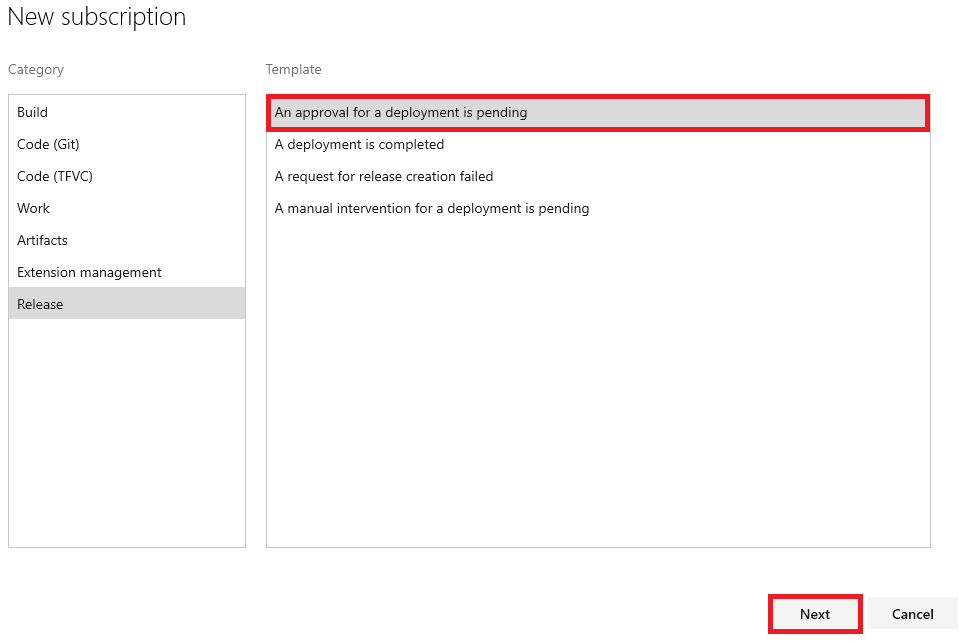 New subscription
Category
Template
Build
Code (Git)
Code (TFVC)
Work
Artifacts
Extension management
Release
An approval for a deployment is pending
A deployment is completed
A request for release creation failed
A manual intervention for a deployment is pending
Next
Cancel